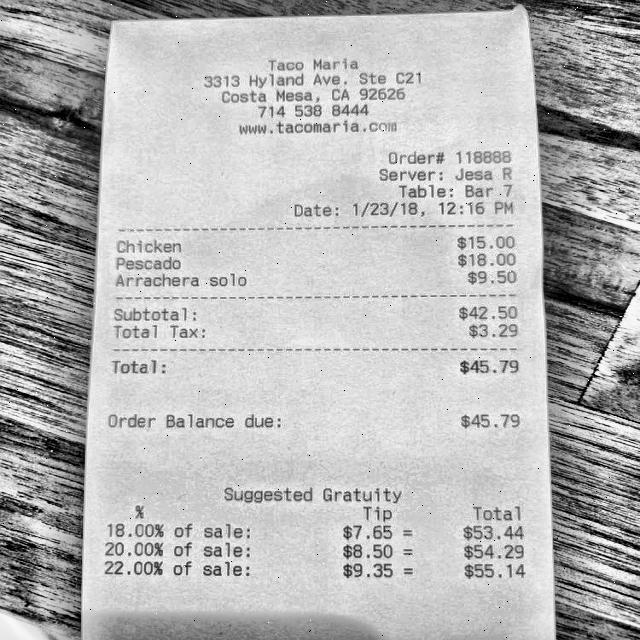 Taco Maria
3313 Hyland Ave. Ste C21
Costa Mesa, CA 92626
714 538 8444
www.tacomaria.com
Order# 118888
Server: Jesa R
Table: Bar 7
Date: 1/23/18, 12:16 PM
Chicken $15.00
Pescado $18.00
Arrachera solo $9.50
Subtotal: $42.50
Total Tax: $3.29
Total: $45.79
Order Balance due: $45.79
Suggested Gratuity
% Tip Total
18.00% of sale: $7.65 = $53.44
20.00% of sale: $8.50 = $54.29
22.00% of sale: $9.35 = $55.14